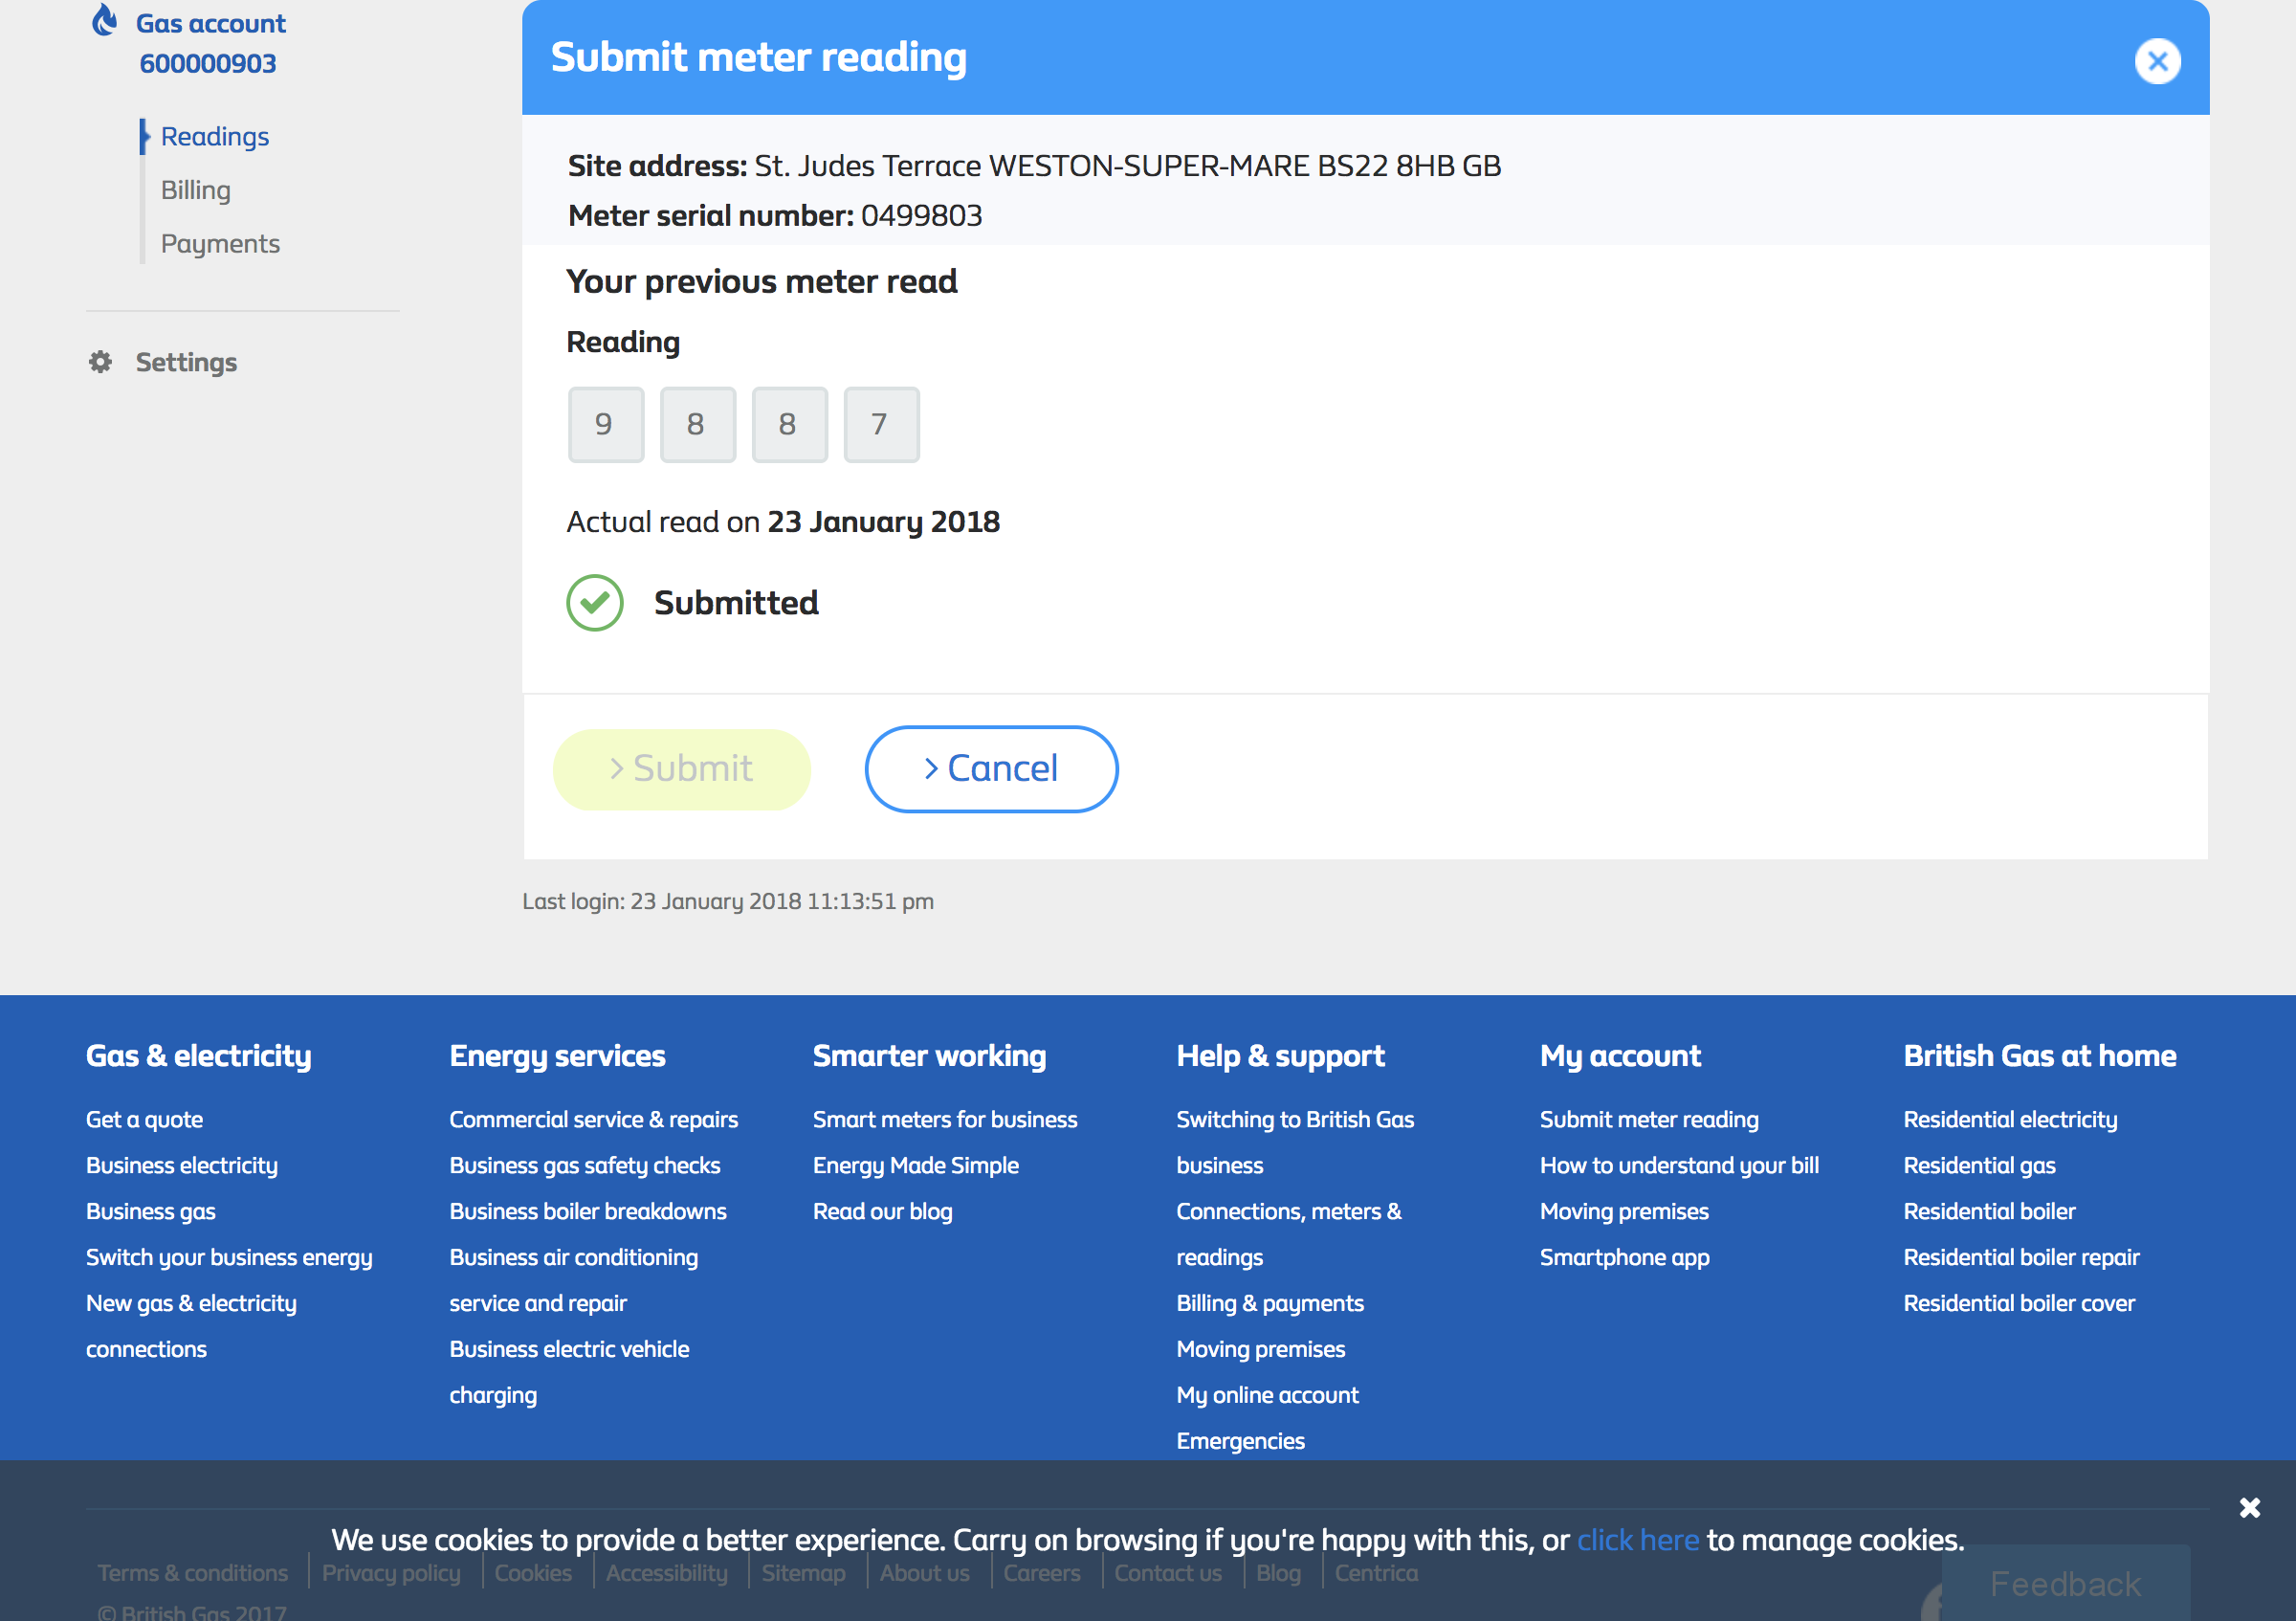 Gas account
600000903
Readings
Billing
Payments
Settings
Submit meter reading
Site address: St. Judes Terrace WESTON-SUPER-MARE BS22 8HB GB
Meter serial number: 0499803
Your previous meter read
Reading
9 8 8 7
Actual read on 23 January 2018
Submitted
Submit
Cancel
Last login: 23 January 2018 11:13:51 pm
Gas & electricity
Get a quote
Business electricity
Business gas
Switch your business energy
New gas & electricity
connections
Energy services
Commercial service & repairs
Business gas safety checks
Business boiler breakdowns
Business air conditioning
service and repair
Business electric vehicle
charging
Smarter working
Smart meters for business
Energy Made Simple
Read our blog
Help & support
Switching to British Gas
business
Connections, meters &
readings
Billing & payments
Moving premises
My online account
Emergencies
My account
Submit meter reading
How to understand your bill
Moving premises
Smartphone app
British Gas at home
Residential electricity
Residential gas
Residential boiler
Residential boiler repair
Residential boiler cover
We use cookies to provide a better experience. Carry on browsing if you're happy with this, or click here to manage cookies.
Terms & conditions Privacy policy Cookies Accessibility Sitemap About us Careers Contact us Blog Centrica
Feedback
© British Gas 2017